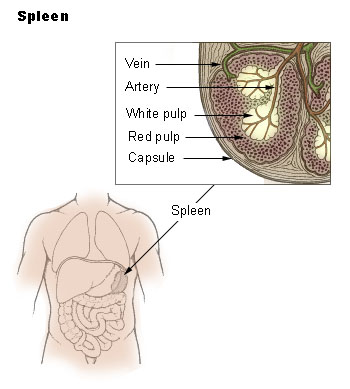 Spleen
Vein
Artery
White pulp
Red pulp
Capsule
Spleen